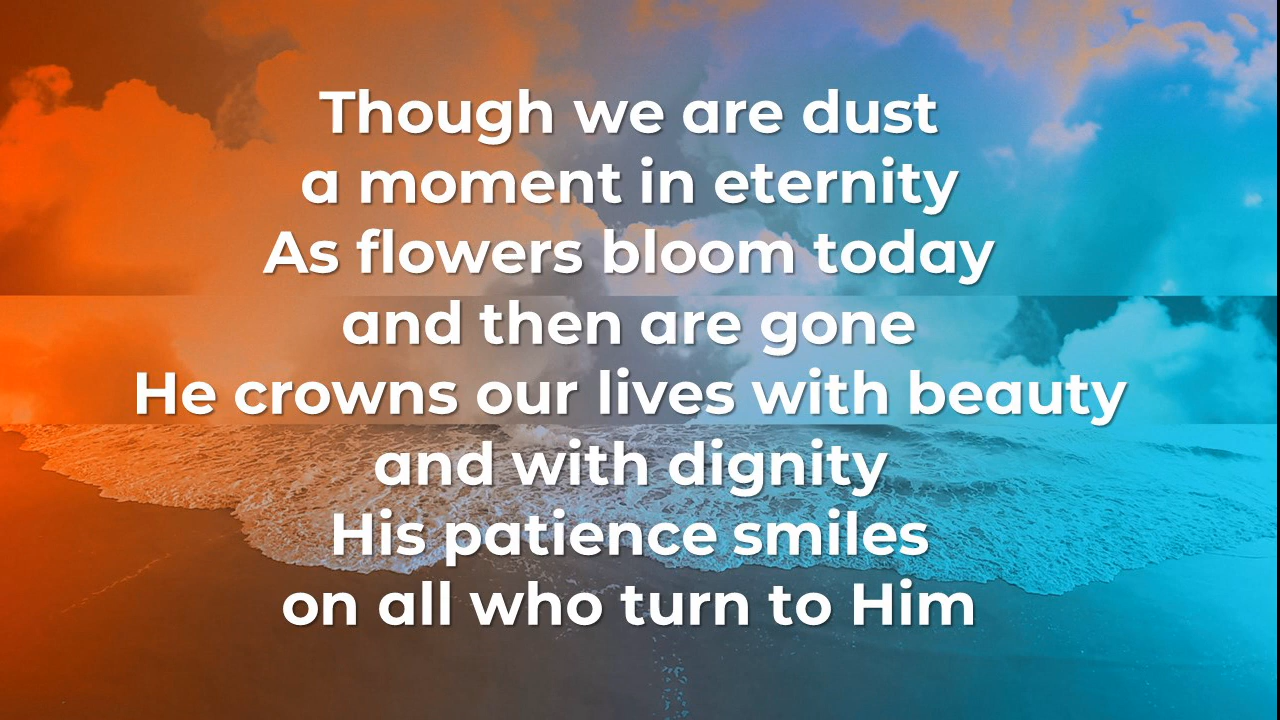 Though we are dust
a moment in eternity
As flowers bloom today
and then are gone
He crowns our lives with beauty
and with dignity
His patience smiles
on all who turn to Him